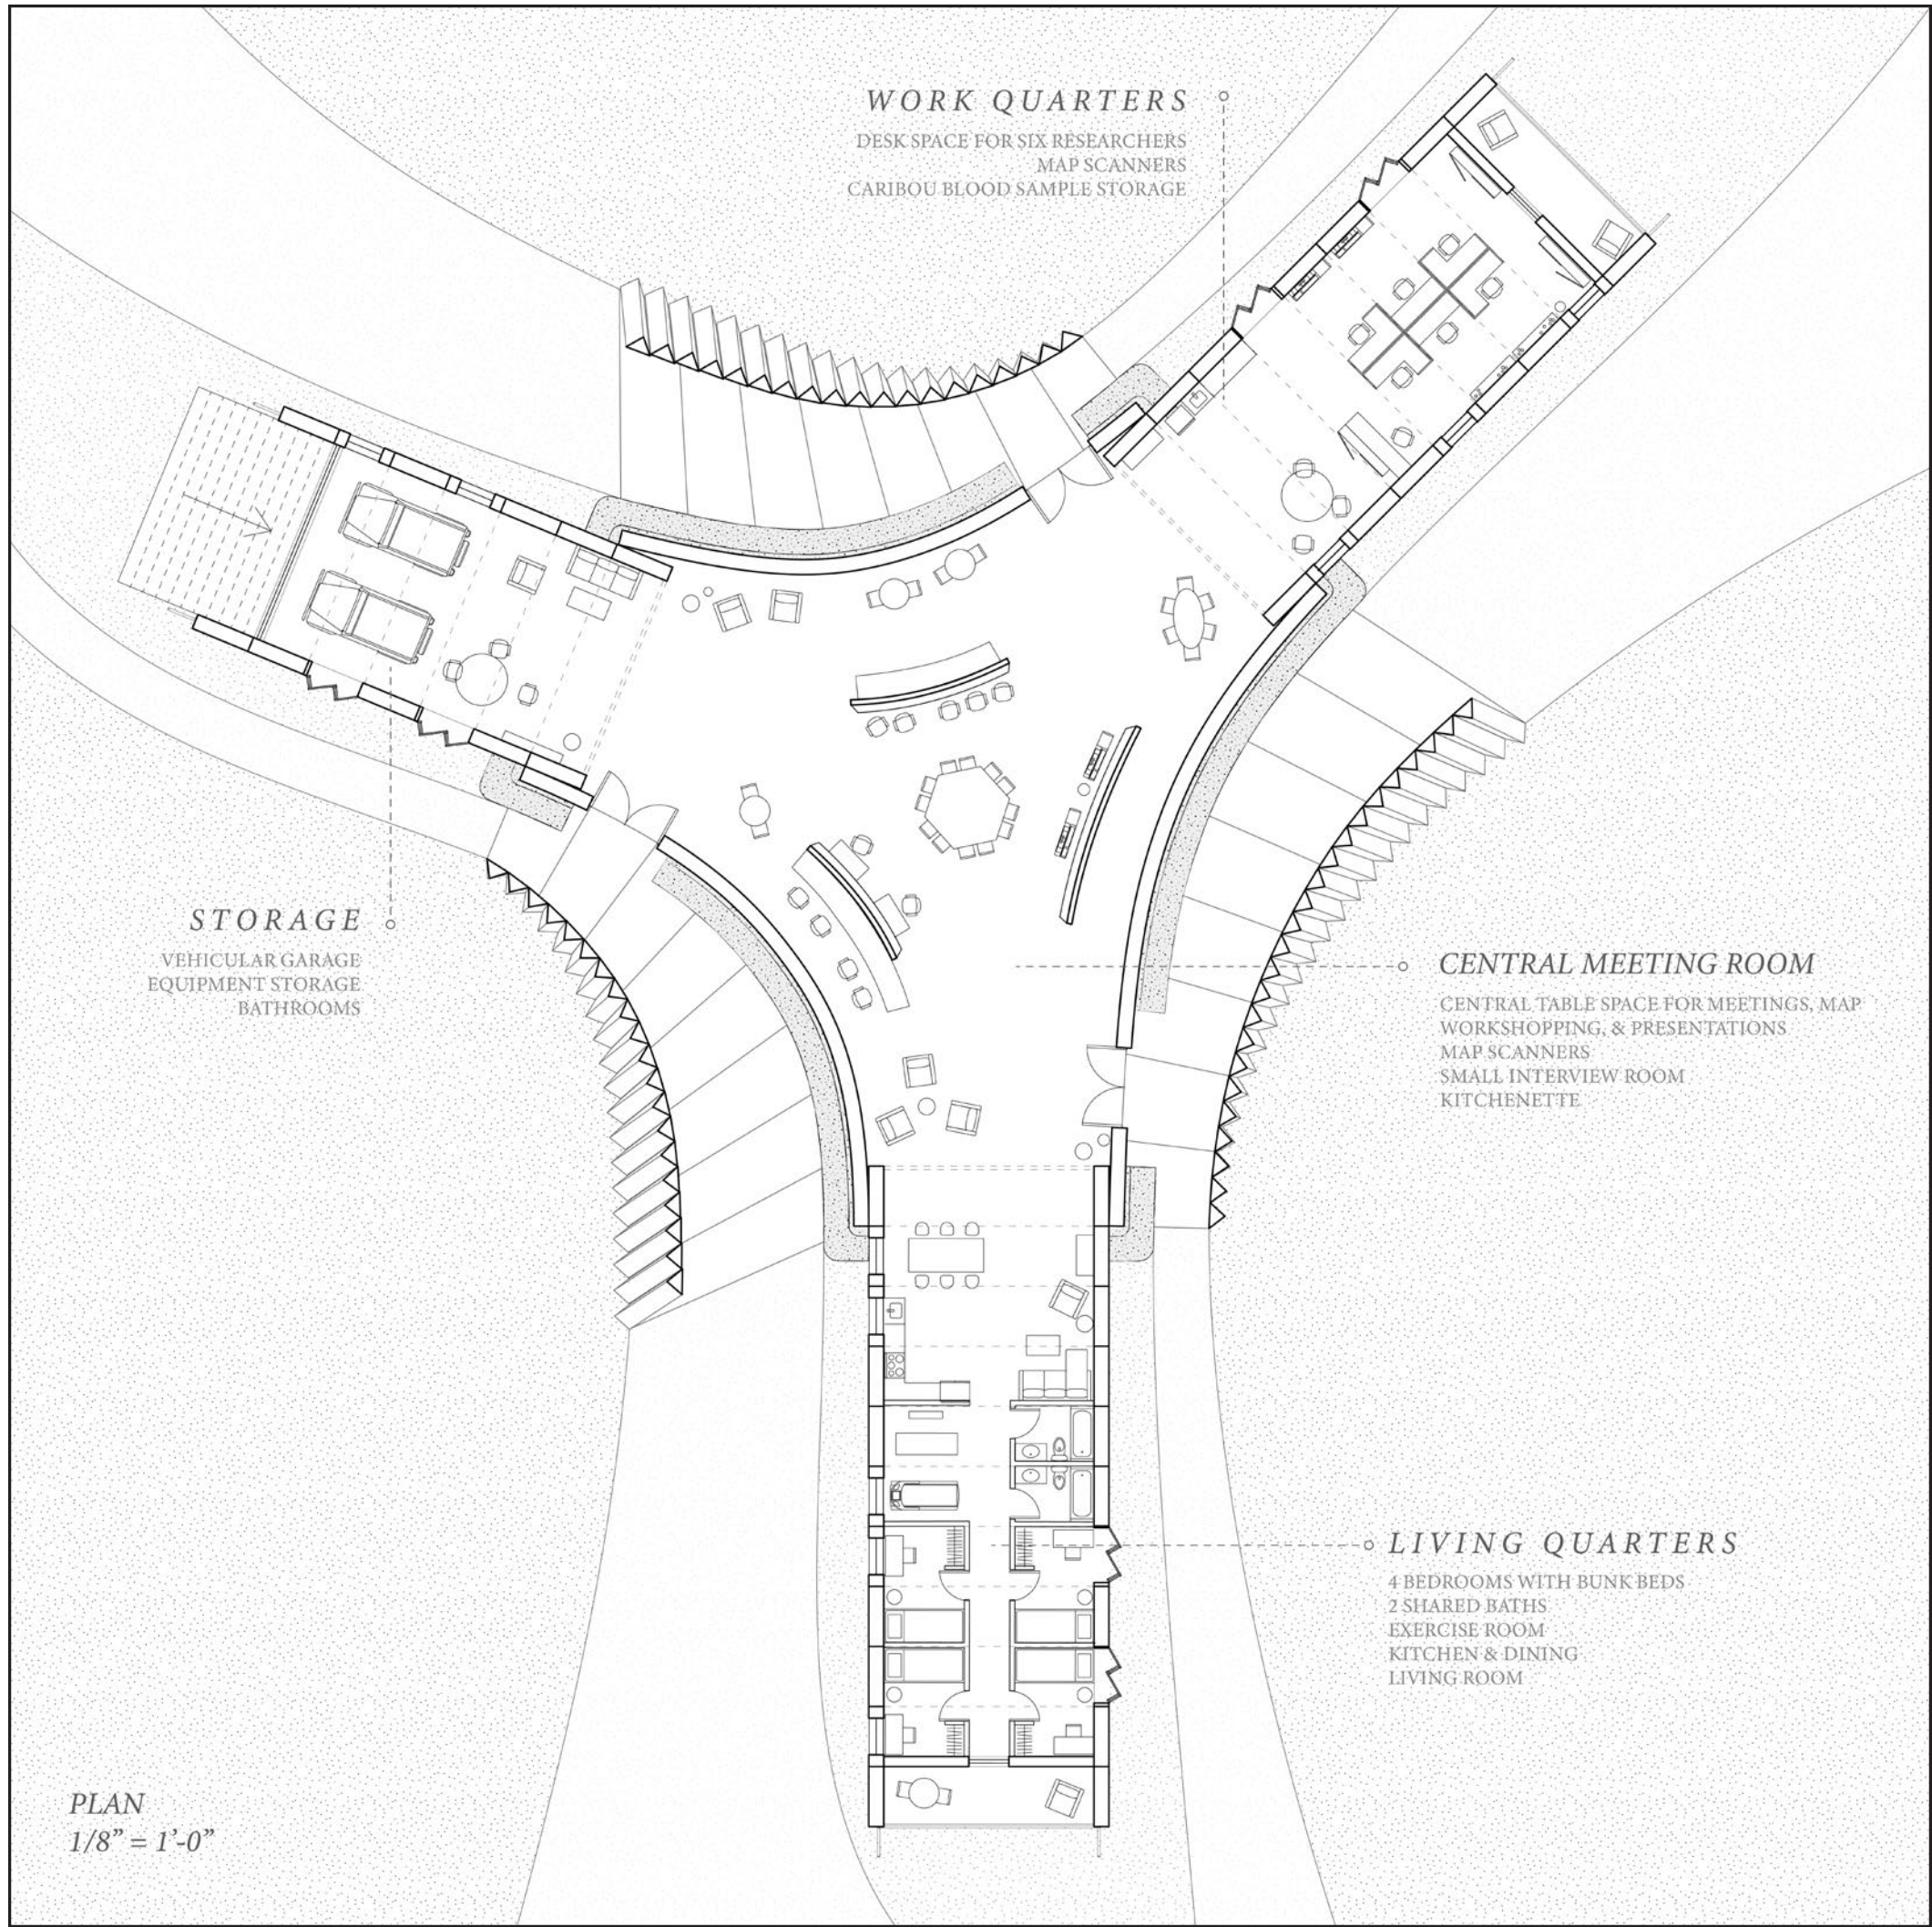 WORK QUARTERS
DESK SPACE FOR SIX RESEARCHERS
MAP SCANNERS
CARIBOU BLOOD SAMPLE STORAGE
STORAGE
VEHICULAR GARAGE
EQUIPMENT STORAGE
BATHROOMS
CENTRAL MEETING ROOM
CENTRAL TABLE SPACE FOR MEETINGS, MAP
WORKSHOPPING, & PRESENTATIONS
MAP SCANNERS
SMALL INTERVIEW ROOM
KITCHENETTE
LIVING QUARTERS
4 BEDROOMS WITH BUNK BEDS
2 SHARED BATHS
EXERCISE ROOM
KITCHEN & DINING
LIVING ROOM
PLAN
1/8” = 1’-0”